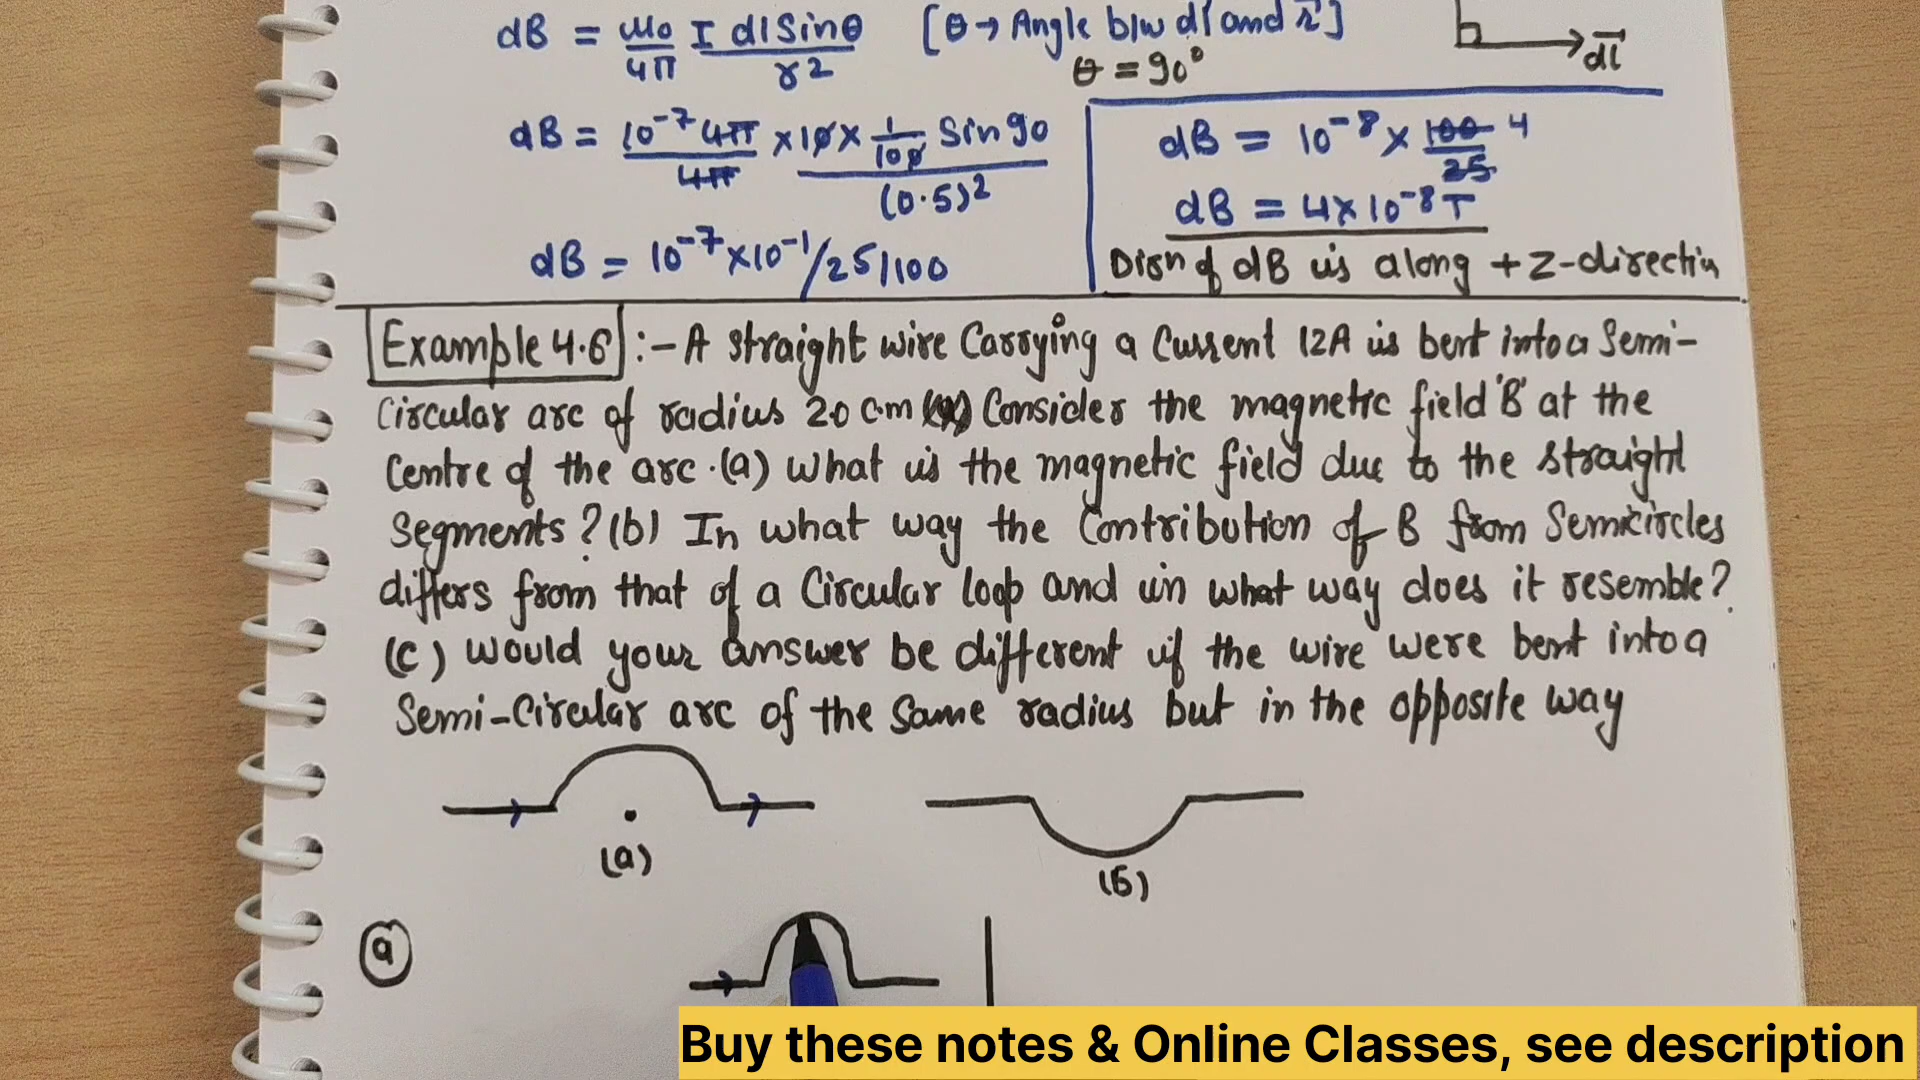 dB = μ0/4π I dl Sinθ/r2 [θ→ Angle b/w dl and r⃗]
θ = 90°
dl⃗
dB = 10-7 4π/4π ×10× 1/100 Sin 90/(0.5)2
dB = 10-7×10-1/25/100
dB = 10-8 × 100/25 4
dB = 4×10-8 T
Dirn of dB is along +Z-directin
Example 4.6 :- A straight wire Carrying a Current 12A is bent into a Semi-
Circular arc of radius 20 cm Consider the magnetic field 'B' at the
Centre of the arc. (a) What is the magnetic field due to the straight
Segments? (b) In what way the Contribution of B from Semicircles
differs from that of a Circular loop and in what way does it resemble?
(c) Would your answer be different if the wire were bent into a
Semi-Circular arc of the Same radius but in the opposite way
(a)
(b)
a
Buy these notes & Online Classes, see description